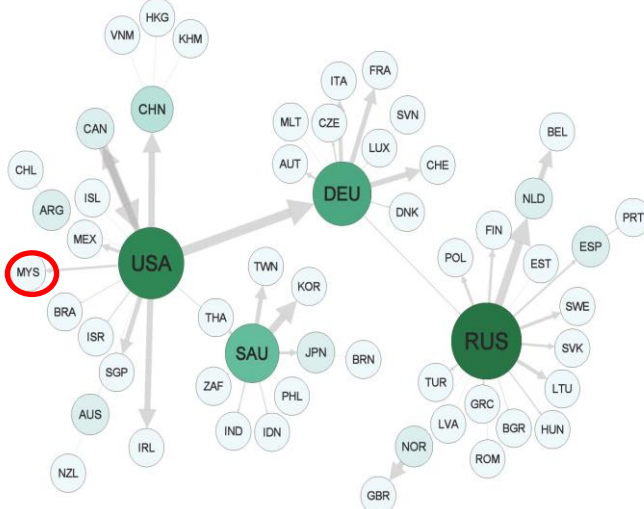 HKG
VNM
KHM
CHN
CAN
CHL
ISL
ARG
MEX
USA
MYS
BRA
ISR
SGP
AUS
IRL
NZL
FRA
ITA
MLT
CZE
SVN
LUX
AUT
CHE
DEU
DNK
TWN
KOR
THA
SAU
JPN
BRN
ZAF
PHL
IND
IDN
BEL
NLD
PRT
FIN
ESP
POL
EST
SWE
RUS
SVK
TUR
LTU
GRC
LVA
BGR
HUN
NOR
ROM
GBR